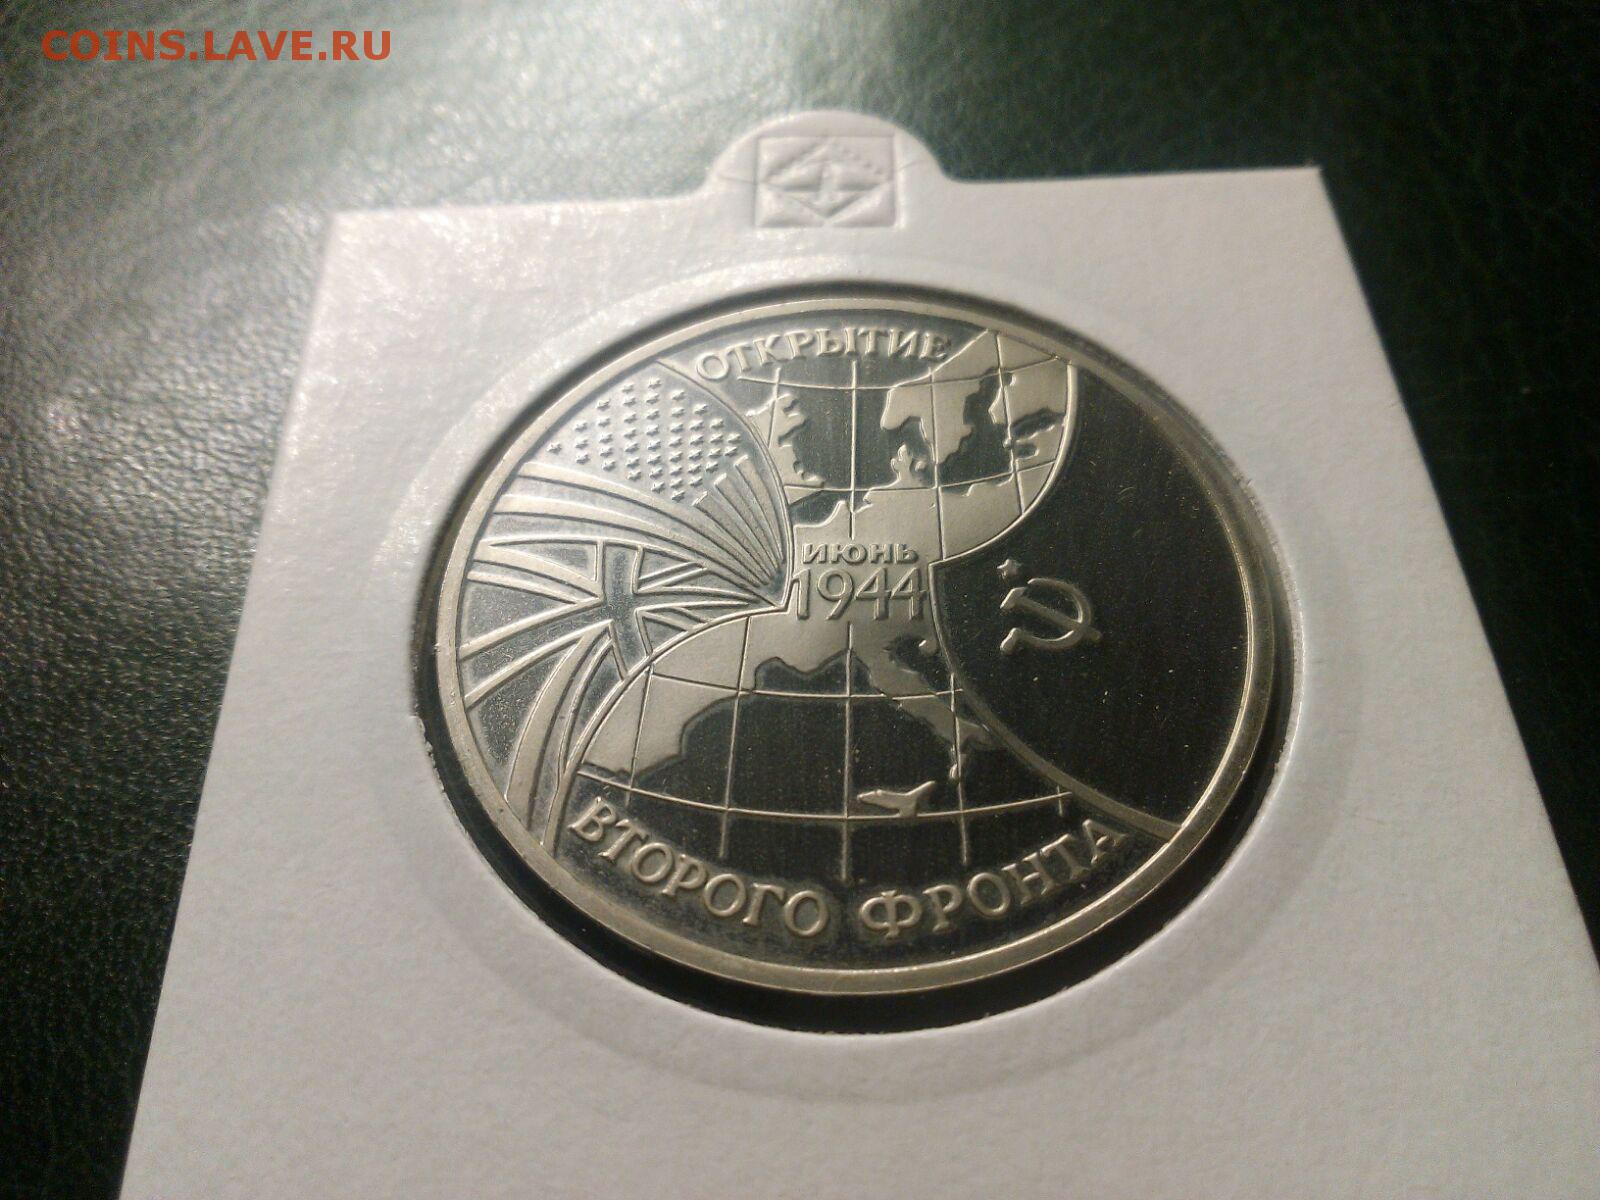 COINS.LAVE.RU
ОТКРЫТИЕ
ИЮНЬ
1944
ВТОРОГО ФРОНТА